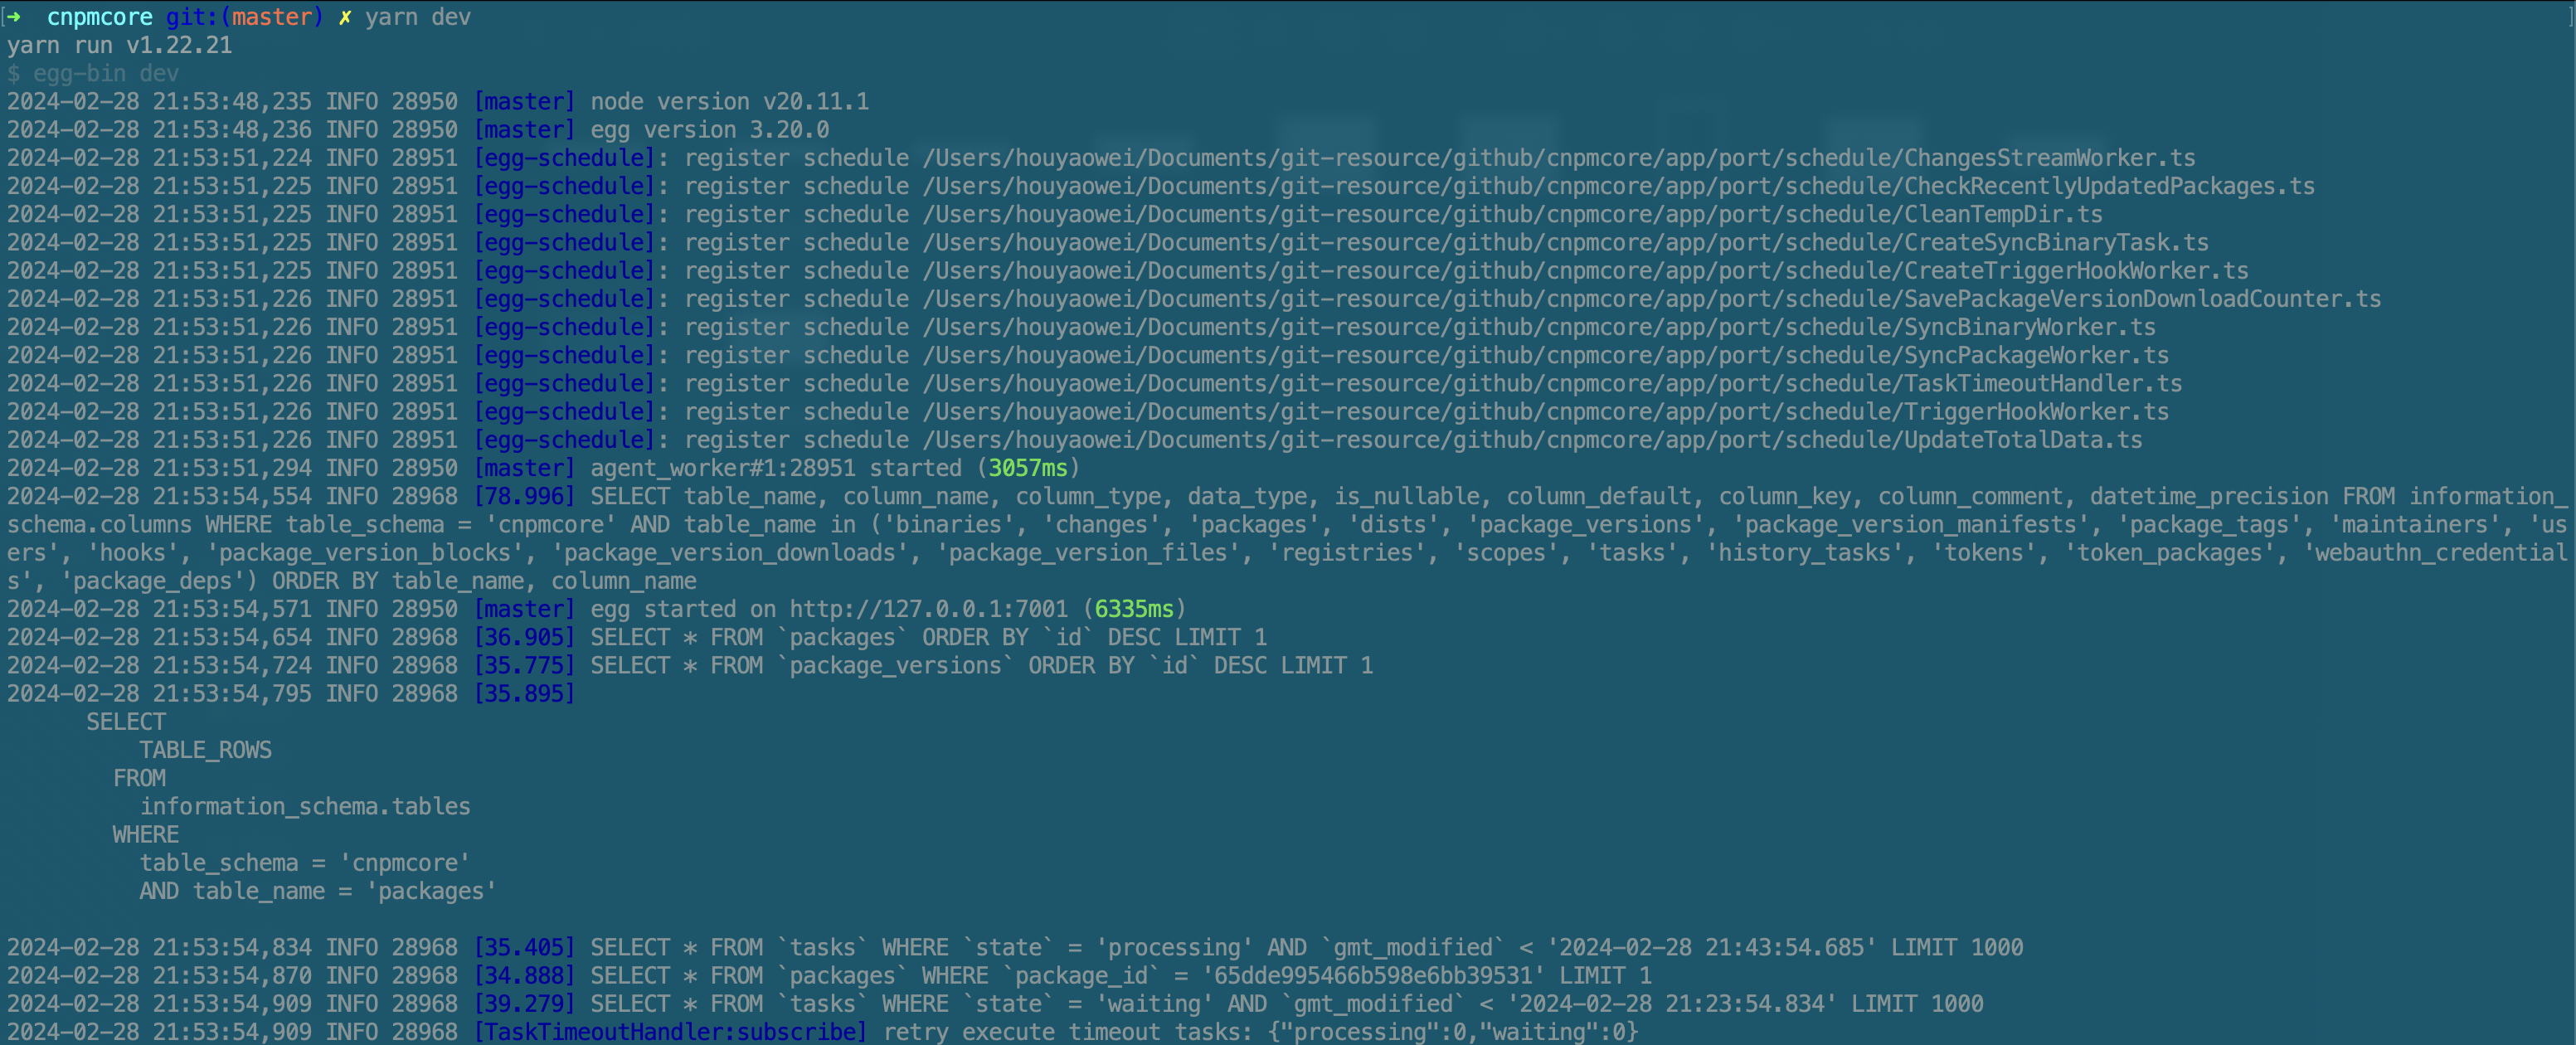 [➜  cnpmcore git:(master) ✗ yarn dev ]
yarn run v1.22.21
$ egg-bin dev
2024-02-28 21:53:48,235 INFO 28950 [master] node version v20.11.1
2024-02-28 21:53:48,236 INFO 28950 [master] egg version 3.20.0
2024-02-28 21:53:51,224 INFO 28951 [egg-schedule]: register schedule /Users/houyaowei/Documents/git-resource/github/cnpmcore/app/port/schedule/ChangesStreamWorker.ts
2024-02-28 21:53:51,225 INFO 28951 [egg-schedule]: register schedule /Users/houyaowei/Documents/git-resource/github/cnpmcore/app/port/schedule/CheckRecentlyUpdatedPackages.ts
2024-02-28 21:53:51,225 INFO 28951 [egg-schedule]: register schedule /Users/houyaowei/Documents/git-resource/github/cnpmcore/app/port/schedule/CleanTempDir.ts
2024-02-28 21:53:51,225 INFO 28951 [egg-schedule]: register schedule /Users/houyaowei/Documents/git-resource/github/cnpmcore/app/port/schedule/CreateSyncBinaryTask.ts
2024-02-28 21:53:51,225 INFO 28951 [egg-schedule]: register schedule /Users/houyaowei/Documents/git-resource/github/cnpmcore/app/port/schedule/CreateTriggerHookWorker.ts
2024-02-28 21:53:51,226 INFO 28951 [egg-schedule]: register schedule /Users/houyaowei/Documents/git-resource/github/cnpmcore/app/port/schedule/SavePackageVersionDownloadCounter.ts
2024-02-28 21:53:51,226 INFO 28951 [egg-schedule]: register schedule /Users/houyaowei/Documents/git-resource/github/cnpmcore/app/port/schedule/SyncBinaryWorker.ts
2024-02-28 21:53:51,226 INFO 28951 [egg-schedule]: register schedule /Users/houyaowei/Documents/git-resource/github/cnpmcore/app/port/schedule/SyncPackageWorker.ts
2024-02-28 21:53:51,226 INFO 28951 [egg-schedule]: register schedule /Users/houyaowei/Documents/git-resource/github/cnpmcore/app/port/schedule/TaskTimeoutHandler.ts
2024-02-28 21:53:51,226 INFO 28951 [egg-schedule]: register schedule /Users/houyaowei/Documents/git-resource/github/cnpmcore/app/port/schedule/TriggerHookWorker.ts
2024-02-28 21:53:51,226 INFO 28951 [egg-schedule]: register schedule /Users/houyaowei/Documents/git-resource/github/cnpmcore/app/port/schedule/UpdateTotalData.ts
2024-02-28 21:53:51,294 INFO 28950 [master] agent_worker#1:28951 started (3057ms)
2024-02-28 21:53:54,554 INFO 28968 [78.996] SELECT table_name, column_name, column_type, data_type, is_nullable, column_default, column_key, column_comment, datetime_precision FROM information_
schema.columns WHERE table_schema = 'cnpmcore' AND table_name in ('binaries', 'changes', 'packages', 'dists', 'package_versions', 'package_version_manifests', 'package_tags', 'maintainers', 'us
ers', 'hooks', 'package_version_blocks', 'package_version_downloads', 'package_version_files', 'registries', 'scopes', 'tasks', 'history_tasks', 'tokens', 'token_packages', 'webauthn_credential
s', 'package_deps') ORDER BY table_name, column_name
2024-02-28 21:53:54,571 INFO 28950 [master] egg started on http://127.0.0.1:7001 (6335ms)
2024-02-28 21:53:54,654 INFO 28968 [36.905] SELECT * FROM `packages` ORDER BY `id` DESC LIMIT 1
2024-02-28 21:53:54,724 INFO 28968 [35.775] SELECT * FROM `package_versions` ORDER BY `id` DESC LIMIT 1
2024-02-28 21:53:54,795 INFO 28968 [35.895]
SELECT
TABLE_ROWS
FROM
information_schema.tables
WHERE
table_schema = 'cnpmcore'
AND table_name = 'packages'
2024-02-28 21:53:54,834 INFO 28968 [35.405] SELECT * FROM `tasks` WHERE `state` = 'processing' AND `gmt_modified` < '2024-02-28 21:43:54.685' LIMIT 1000
2024-02-28 21:53:54,870 INFO 28968 [34.888] SELECT * FROM `packages` WHERE `package_id` = '65dde995466b598e6bb39531' LIMIT 1
2024-02-28 21:53:54,909 INFO 28968 [39.279] SELECT * FROM `tasks` WHERE `state` = 'waiting' AND `gmt_modified` < '2024-02-28 21:23:54.834' LIMIT 1000
2024-02-28 21:53:54,909 INFO 28968 [TaskTimeoutHandler:subscribe] retry execute timeout tasks: {"processing":0,"waiting":0}